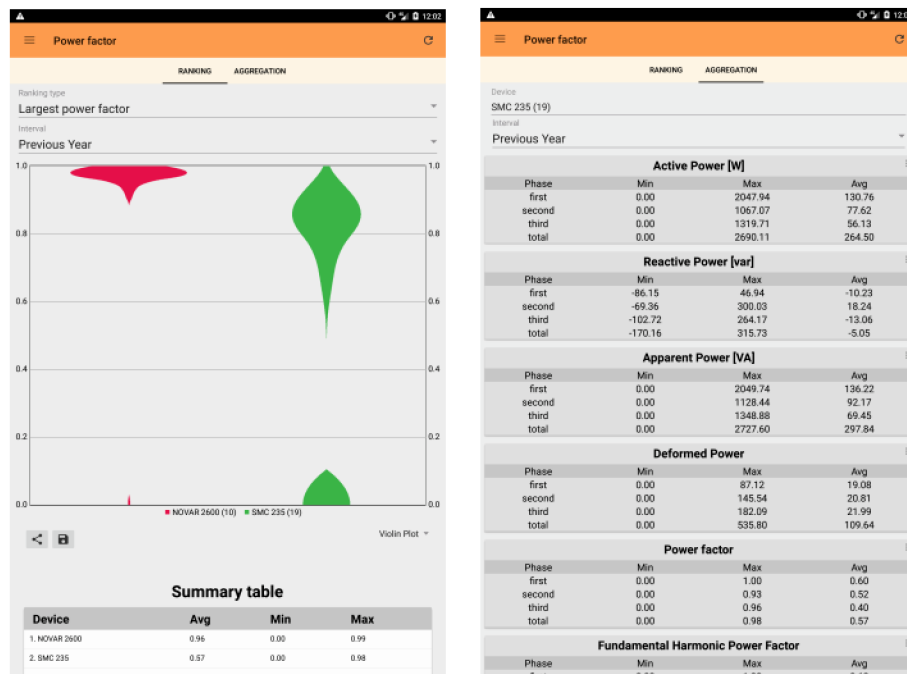 12:02
Power factor
RANKING AGGREGATION
Ranking type
Largest power factor
Interval
Previous Year
1.0 1.0
0.8 0.8
0.6 0.6
0.4 0.4
0.2 0.2
0.0 0.0
NOVAR 2600 (10) SMC 235 (19)
Violin Plot
Summary table
Device Avg Min Max
1. NOVAR 2600 0.96 0.00 0.99
2. SMC 235 0.57 0.00 0.98
12:0
Power factor
RANKING AGGREGATION
Device
SMC 235 (19)
Interval
Previous Year
Active Power [W]
Phase Min Max Avg
first 0.00 2047.94 130.76
second 0.00 1067.07 77.62
third 0.00 1319.71 56.13
total 0.00 2690.11 264.50
Reactive Power [var]
Phase Min Max Avg
first -86.15 46.94 -10.23
second -69.36 300.03 18.24
third -102.72 264.17 -13.06
total -170.16 315.73 -5.05
Apparent Power [VA]
Phase Min Max Avg
first 0.00 2049.74 136.22
second 0.00 1128.44 92.17
third 0.00 1348.88 69.45
total 0.00 2727.60 297.84
Deformed Power
Phase Min Max Avg
first 0.00 87.12 19.08
second 0.00 145.54 20.81
third 0.00 182.09 21.99
total 0.00 535.80 109.64
Power factor
Phase Min Max Avg
first 0.00 1.00 0.60
second 0.00 0.93 0.52
third 0.00 0.96 0.40
total 0.00 0.98 0.57
Fundamental Harmonic Power Factor
Phase Min Max Avg